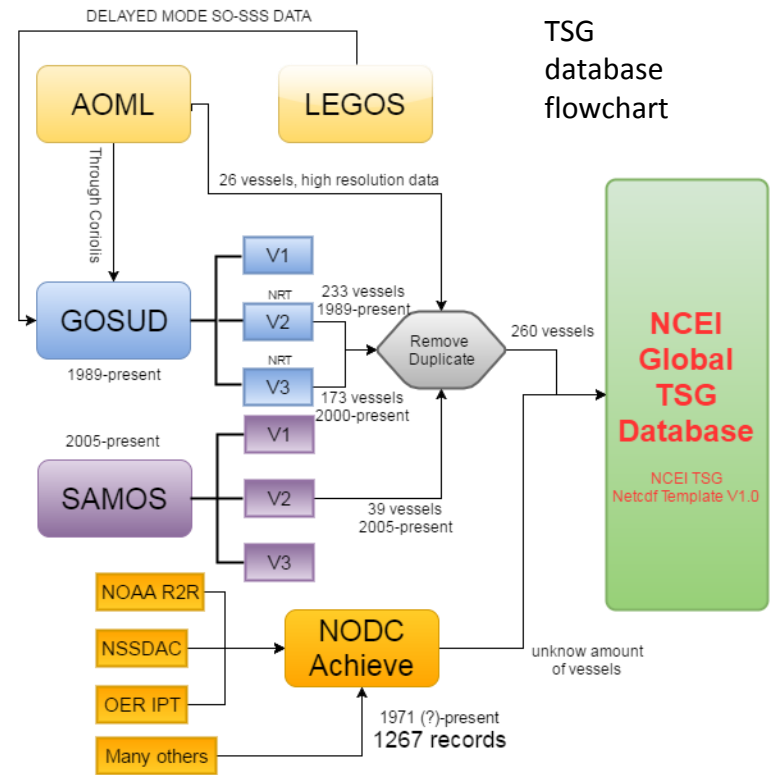 DELAYED MODE SO-SSS DATA
TSG
database
flowchart
AOML
LEGOS
Through Coriolis
26 vessels, high resolution data
V1
NRT
V2
NRT
V3
233 vessels
1989-present
GOSUD
1989-present
173 vessels
2000-present
Remove
Duplicate
260 vessels
NCEI
Global
TSG
Database
NCEI TSG
Netcdf Template V1.0
2005-present
SAMOS
V1
V2
V3
39 vessels
2005-present
NOAA R2R
NSSDAC
OER IPT
Many others
NODC
Achieve
unknow amount
of vessels
1971 (?)-present
1267 records